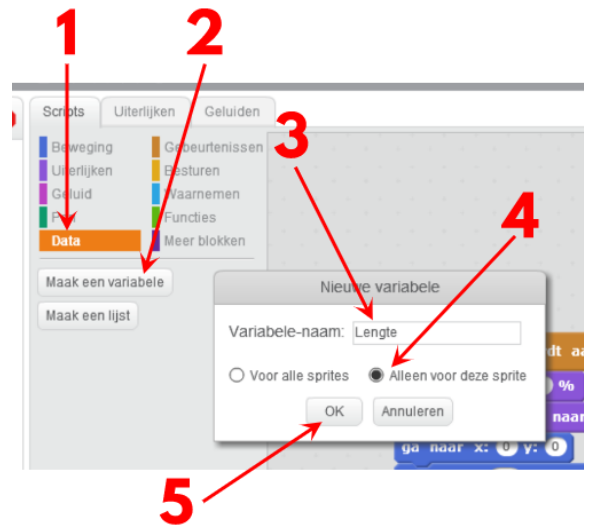 1 2
Scripts Uiterlijken Geluiden
Beweging Gebeurtenissen
Uiterlijken Besturen
Geluid Waarnemen
Functies
Data Meer blokken
Maak een variabele
Maak een lijst
3
4
Nieuwe variabele
Variabele-naam: Lengte
Voor alle sprites Alleen voor deze sprite
OK Annuleren
%
naar
ga naar x: 0 y: 0
5